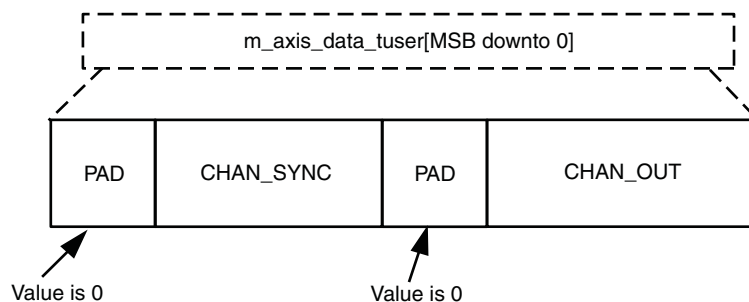 m_axis_data_tuser[MSB downto 0]
PAD CHAN_SYNC PAD CHAN_OUT
Value is 0 Value is 0